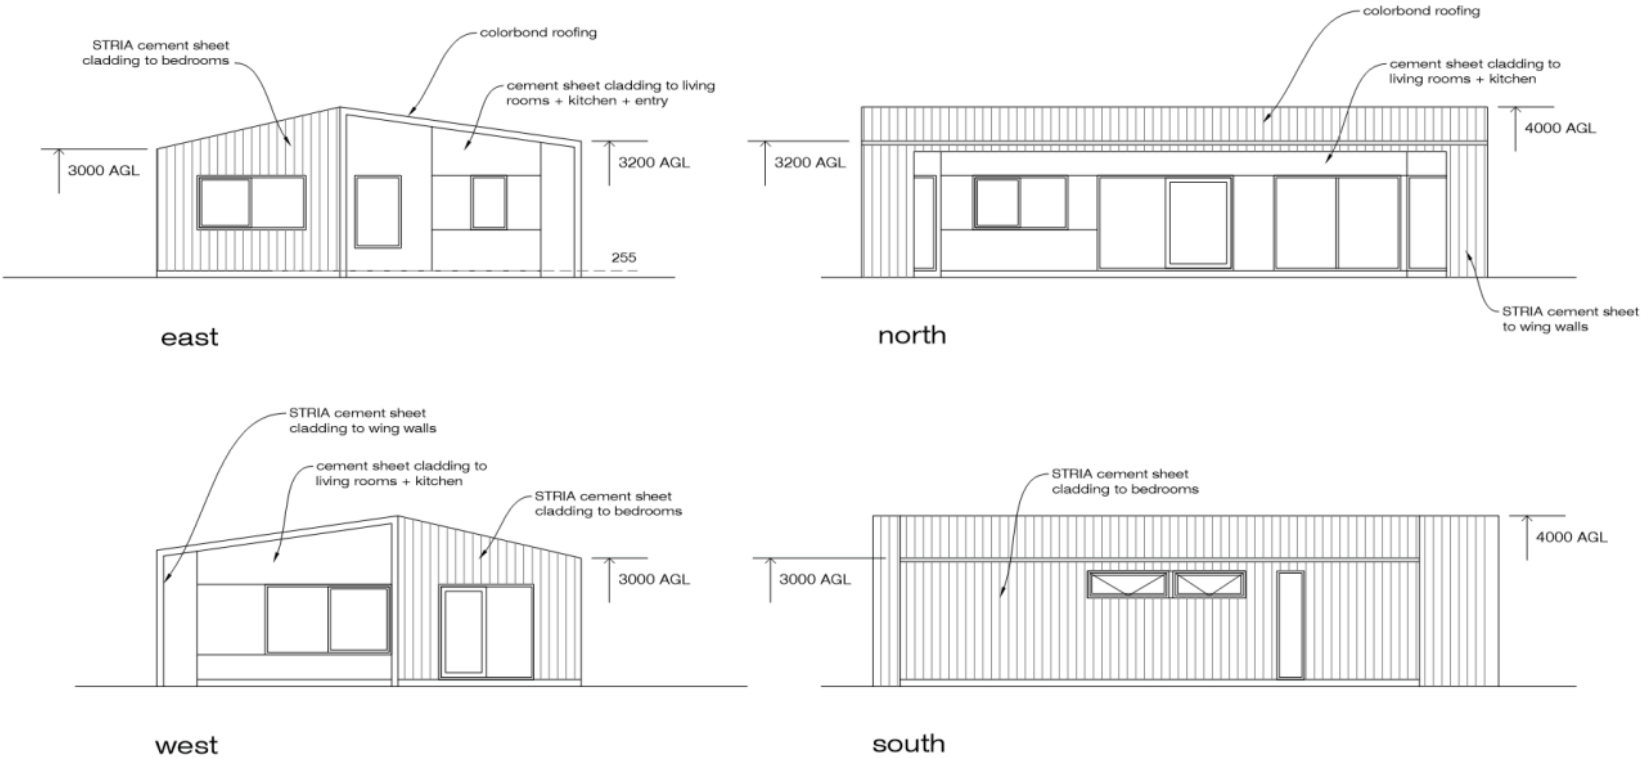 STRIA cement sheet
cladding to bedrooms
colorbond roofing
cement sheet cladding to living
rooms + kitchen + entry
3000 AGL
3200 AGL
255
east
colorbond roofing
cement sheet cladding to
living rooms + kitchen
4000 AGL
3200 AGL
STRIA cement sheet
to wing walls
north
STRIA cement sheet
cladding to wing walls
cement sheet cladding to
living rooms + kitchen
STRIA cement sheet
cladding to bedrooms
3000 AGL
west
STRIA cement sheet
cladding to bedrooms
4000 AGL
3000 AGL
south